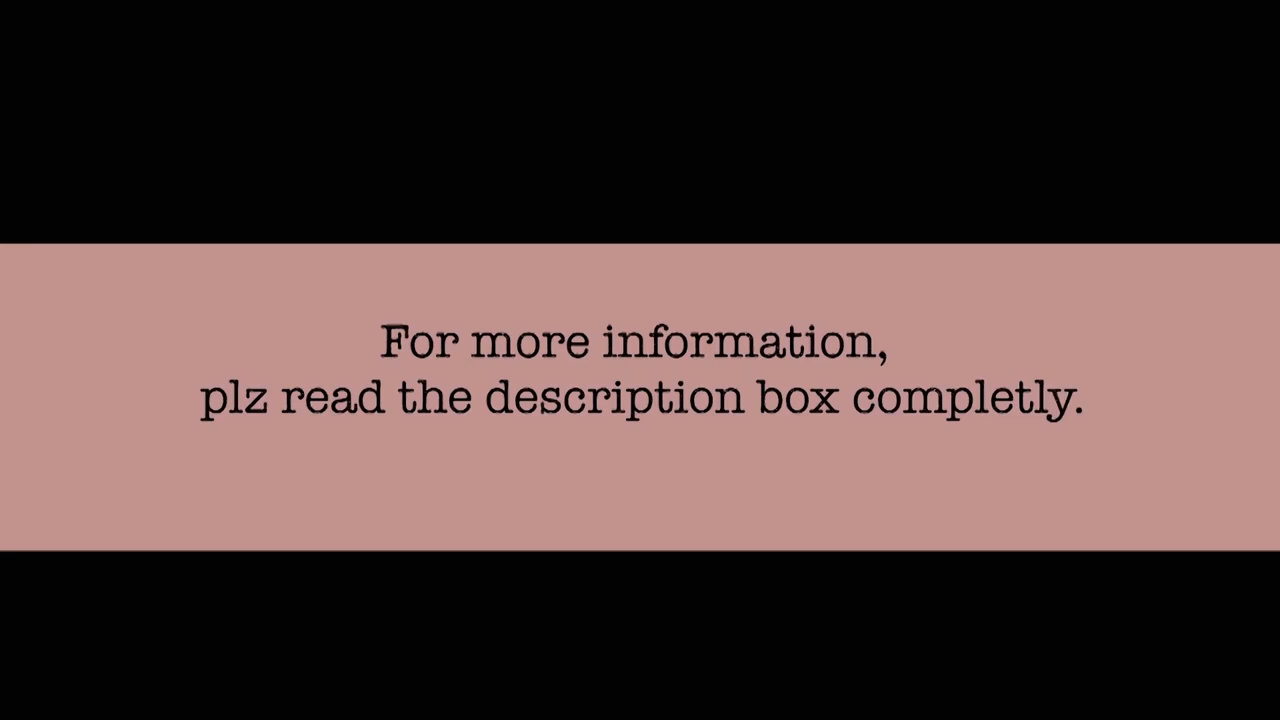 For more information,
plz read the description box completly.